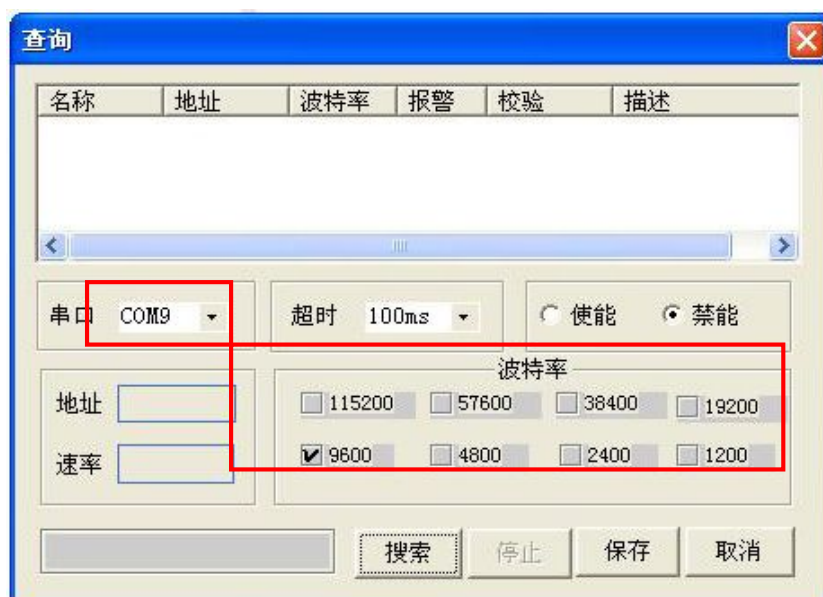 查询
名称 地址 波特率 报警 校验 描述
串口 COM9 超时 100ms 使能 禁能
波特率
地址 115200 57600 38400 19200
速率 9600 4800 2400 1200
搜索 停止 保存 取消